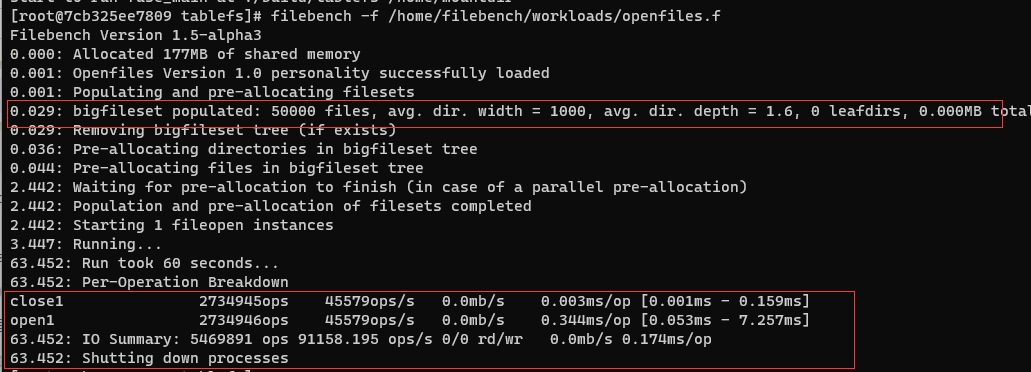 [root@7cb325ee7809 tablefs]# filebench -f /home/filebench/workloads/openfiles.f
Filebench Version 1.5-alpha3
0.000: Allocated 177MB of shared memory
0.001: Openfiles Version 1.0 personality successfully loaded
0.001: Populating and pre-allocating filesets
0.029: bigfileset populated: 50000 files, avg. dir. width = 1000, avg. dir. depth = 1.6, 0 leafdirs, 0.000MB total
0.029: Removing bigfileset tree (if exists)
0.036: Pre-allocating directories in bigfileset tree
0.044: Pre-allocating files in bigfileset tree
2.442: Waiting for pre-allocation to finish (in case of a parallel pre-allocation)
2.442: Population and pre-allocation of filesets completed
2.442: Starting 1 fileopen instances
3.447: Running...
63.452: Run took 60 seconds...
63.452: Per-Operation Breakdown
close1 2734945ops 45579ops/s 0.0mb/s 0.003ms/op [0.001ms - 0.159ms]
open1 2734946ops 45579ops/s 0.0mb/s 0.344ms/op [0.053ms - 7.257ms]
63.452: IO Summary: 5469891 ops 91158.195 ops/s 0/0 rd/wr 0.0mb/s 0.174ms/op
63.452: Shutting down processes